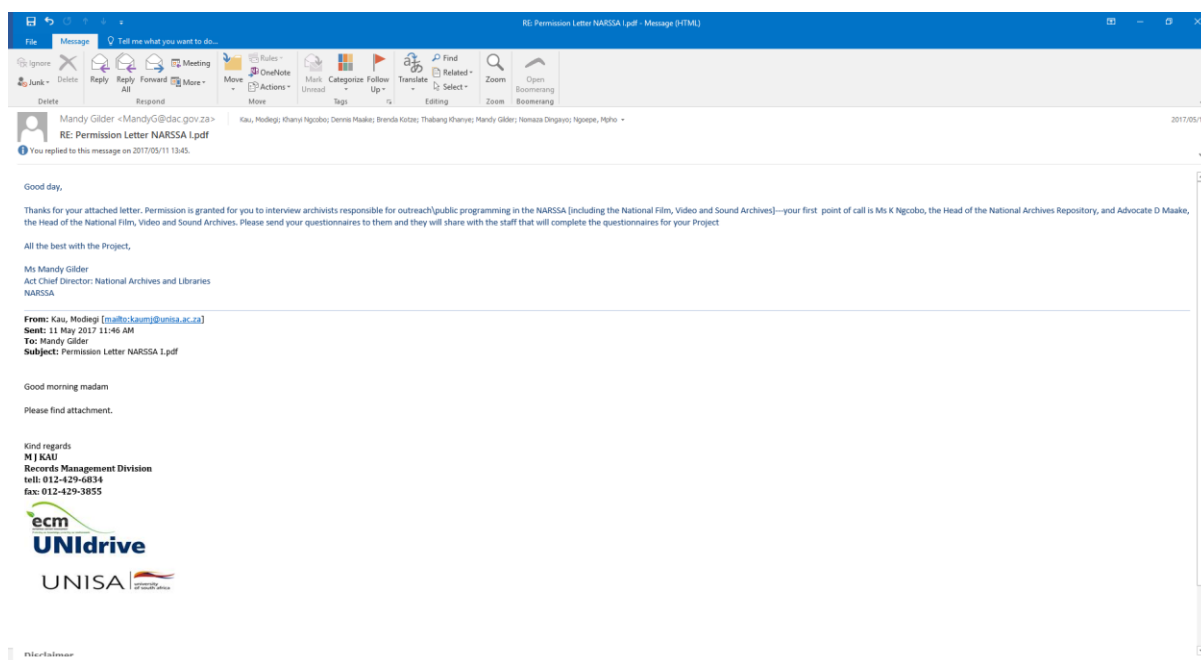 RE: Permission Letter NARSSA I.pdf - Message (HTML)
File Message Tell me what you want to do...
Ignore Delete Reply Reply All Forward Meeting Move Rules Mark Unread Categorize Follow Up Translate Find Zoom Open Boomerang
Junk More OneNote Related
Actions Select
Delete Respond Move Tags Editing Zoom Boomerang
Mandy Gilder <MandyG@dac.gov.za> Kau, Modiegi; Khanyi Ngcobo; Dennis Maake; Brenda Kotze; Thabang Khanye; Mandy Gilder; Nomaza Dingayo; Ngoepe, Mpho
RE: Permission Letter NARSSA I.pdf
You replied to this message on 2017/05/11 13:45.
Good day,
Thanks for your attached letter. Permission is granted for you to interview archivists responsible for outreach\public programming in the NARSSA [including the National Film, Video and Sound Archives]—your first point of call is Ms K Ngcobo, the Head of the National Archives Repository, and Advocate D Maake,
the Head of the National Film, Video and Sound Archives. Please send your questionnaires to them and they will share with the staff that will complete the questionnaires for your Project
All the best with the Project,
Ms Mandy Gilder
Act Chief Director: National Archives and Libraries
NARSSA
From: Kau, Modiegi [mailto:kaumj@unisa.ac.za]
Sent: 11 May 2017 11:46 AM
To: Mandy Gilder
Subject: Permission Letter NARSSA I.pdf
Good morning madam
Please find attachment.
Kind regards
M J KAU
Records Management Division
tell: 012-429-6834
fax: 012-429-3855
ecm
UNIdrive
UNISA university of south africa
Disclaimer